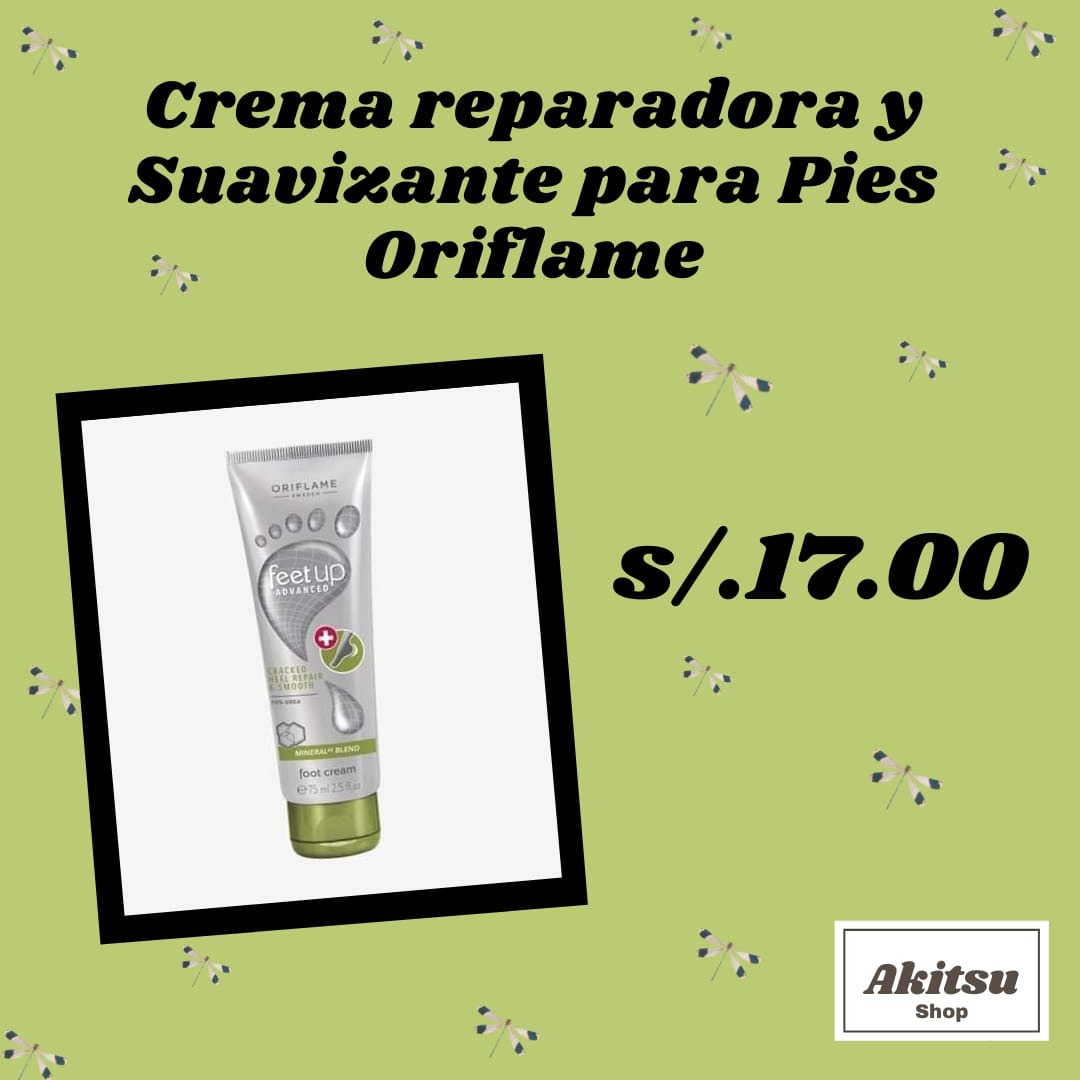 Crema reparadora y
Suavizante para Pies
Oriflame
ORIFLAME
SWEDEN
feet up
ADVANCED
CRACKED
HEEL REPAIR
& SMOOTH
UREA
MINERAL BLEND
foot cream
75 ml 2.5 fl oz
s/.17.00
Akitsu
Shop